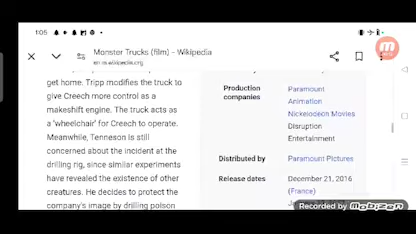 1:05
Monster Trucks (film) - Wikipedia
en.m.wikipedia.org
get home. Tripp modifies the truck to
give Creech more control as a
makeshift engine. The truck acts as
a 'wheelchair' for Creech to operate.
Meanwhile, Tenneson is still
concerned about the incident at the
drilling rig, since similar experiments
have revealed the existence of other
creatures. He decides to protect the
company's image by drilling poison
Production
companies
Paramount
Animation
Nickelodeon Movies
Disruption
Entertainment
Distributed by
Paramount Pictures
Release dates
December 21, 2016
(France)
Recorded by
Mobizen